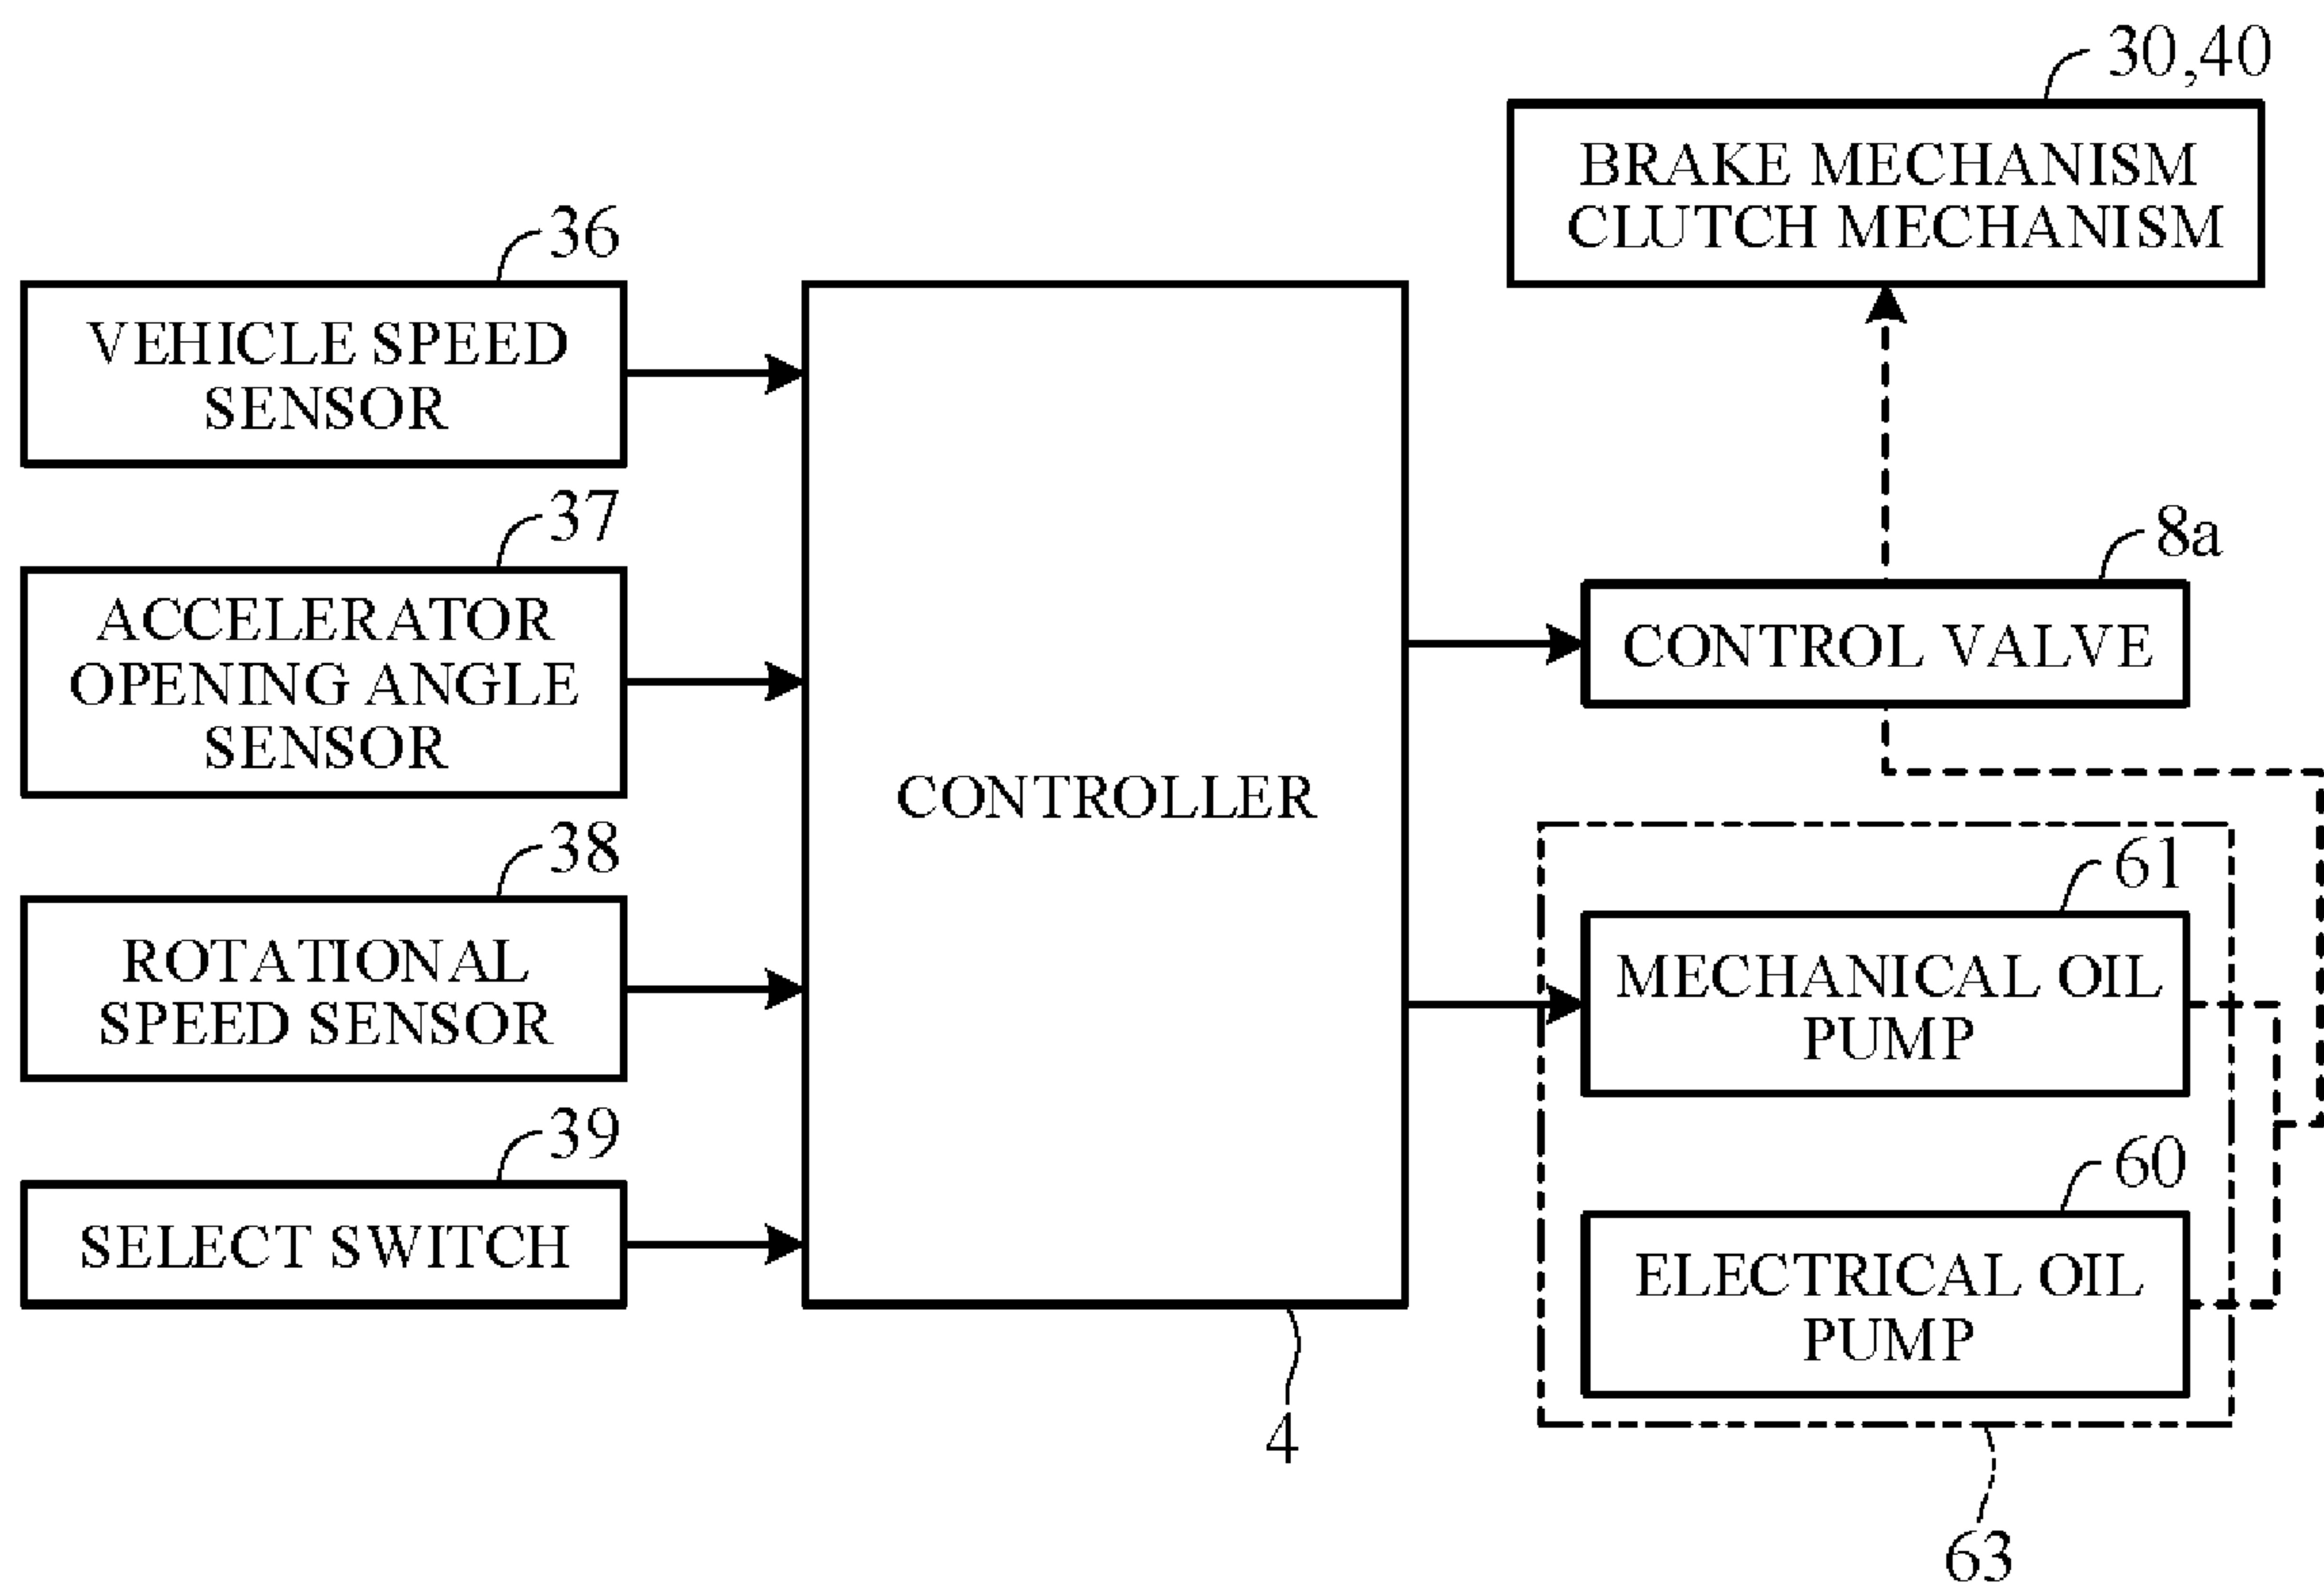 30,40
BRAKE MECHANISM
CLUTCH MECHANISM
36
VEHICLE SPEED
SENSOR
37
ACCELERATOR
OPENING ANGLE
SENSOR
38
ROTATIONAL
SPEED SENSOR
39
SELECT SWITCH
CONTROLLER
4
8a
CONTROL VALVE
61
MECHANICAL OIL
PUMP
60
ELECTRICAL OIL
PUMP
63